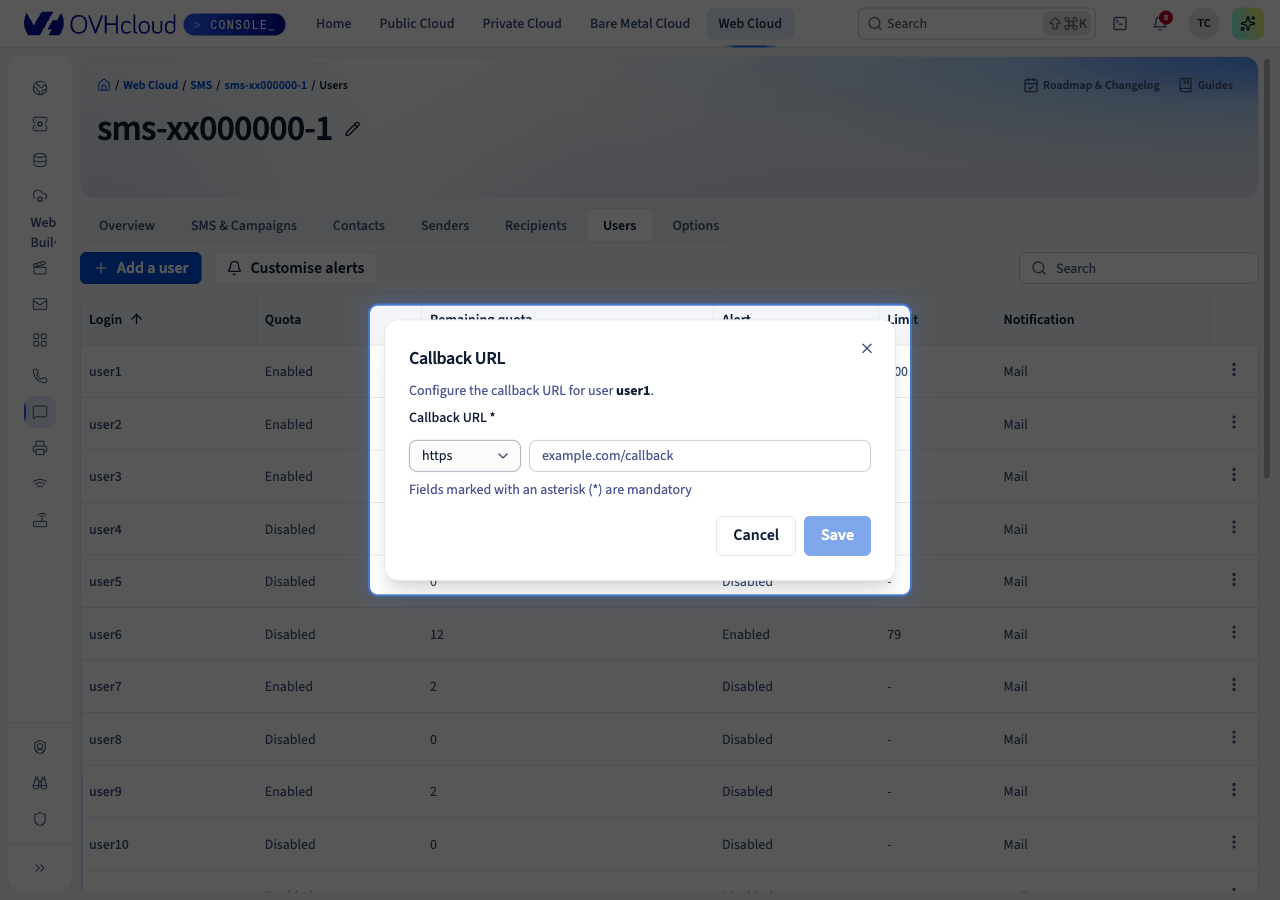 OVHcloud > CONSOLE_ Home Public Cloud Private Cloud Bare Metal Cloud Web Cloud Search ⇧⌘K 8 TC
/ Web Cloud / SMS / sms-xx000000-1 / Users Roadmap & Changelog Guides
sms-xx000000-1
Web
Overview SMS & Campaigns Contacts Senders Recipients Users Options
+ Add a user Customise alerts Search
Login Quota Remaining quota Alert Limit Notification
Callback URL
Configure the callback URL for user user1.
Callback URL *
https example.com/callback
Fields marked with an asterisk (*) are mandatory
Cancel Save
user1 Enabled Mail
user2 Enabled Mail
user3 Enabled Mail
user4 Disabled Mail
user5 Disabled 0 Disabled - Mail
user6 Disabled 12 Enabled 79 Mail
user7 Enabled 2 Disabled - Mail
user8 Disabled 0 Disabled - Mail
user9 Enabled 2 Disabled - Mail
user10 Disabled 0 Disabled - Mail